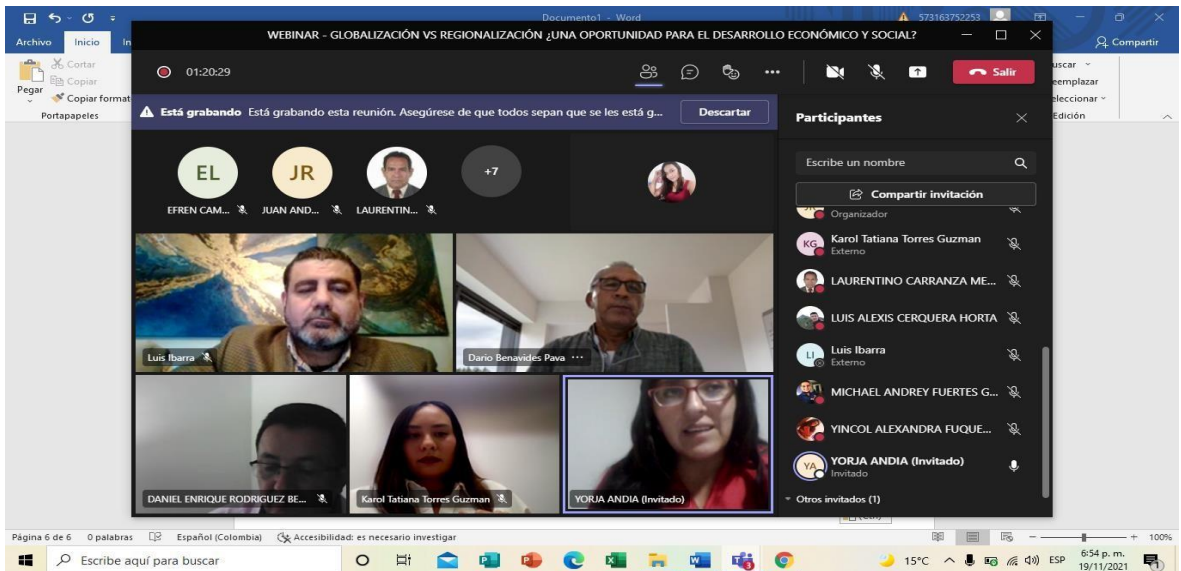 Documento1 - Word
573163752253
Archivo
Inicio
In
Compartir
Cortar
Copiar
Copiar format
Pegar
Portapapeles
uscar
eemplazar
eleccionar
Edición
WEBINAR - GLOBALIZACIÓN VS REGIONALIZACIÓN ¿UNA OPORTUNIDAD PARA EL DESARROLLO ECONÓMICO Y SOCIAL?
01:20:29
Salir
Está grabando Está grabando esta reunión. Asegúrese de que todos sepan que se les está g...
Descartar
EL
JR
+7
EFREN CAM...
JUAN AND...
LAURENTIN...
Luis Ibarra
Dario Benavides Pava
DANIEL ENRIQUE RODRIGUEZ BE...
Karol Tatiana Torres Guzman
YORJA ANDIA (Invitado)
Participantes
Escribe un nombre
Compartir invitación
Organizador
KG
Karol Tatiana Torres Guzman
Externo
LAURENTINO CARRANZA ME...
LUIS ALEXIS CERQUERA HORTA
LI
Luis Ibarra
Externo
MICHAEL ANDREY FUERTES G...
YINCOL ALEXANDRA FUQUE...
YA
YORJA ANDIA (Invitado)
Invitado
Otros invitados (1)
Página 6 de 6
0 palabras
Español (Colombia)
Accesibilidad: es necesario investigar
100%
Escribe aquí para buscar
15°C
ESP
6:54 p. m.
19/11/2021